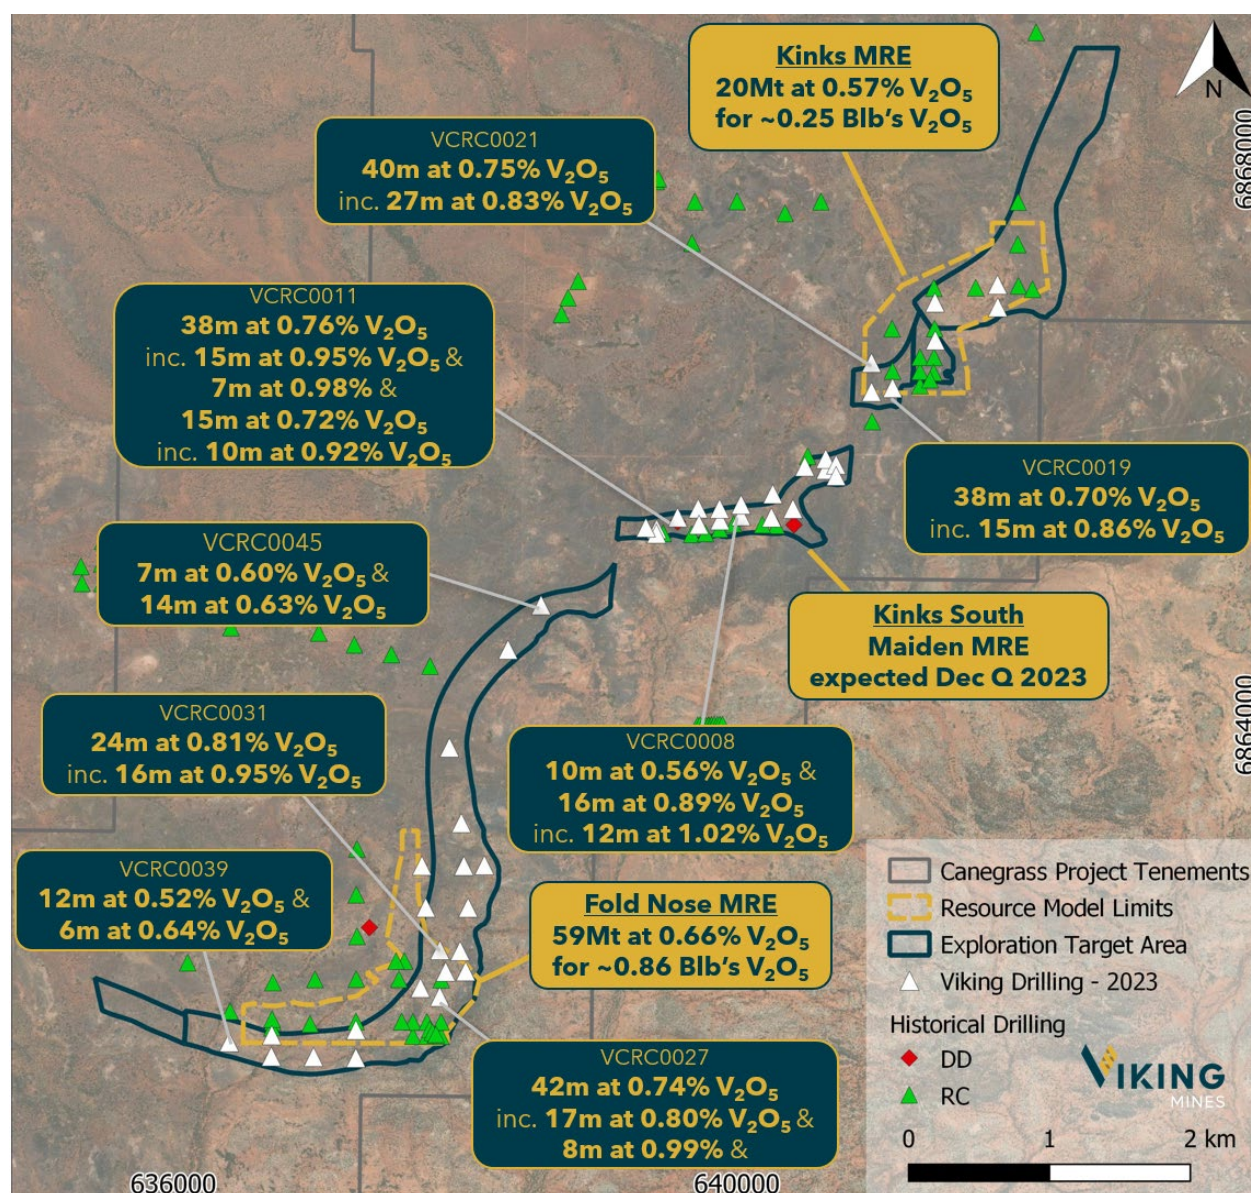 Kinks MRE
20Mt at 0.57% V₂O₅
for ~0.25 Blb's V₂O₅
N
6868000
VCRC0021
40m at 0.75% V₂O₅
inc. 27m at 0.83% V₂O₅
VCRC0011
38m at 0.76% V₂O₅
inc. 15m at 0.95% V₂O₅ &
7m at 0.98% &
15m at 0.72% V₂O₅
inc. 10m at 0.92% V₂O₅
VCRC0019
38m at 0.70% V₂O₅
inc. 15m at 0.86% V₂O₅
VCRC0045
7m at 0.60% V₂O₅ &
14m at 0.63% V₂O₅
Kinks South
Maiden MRE
expected Dec Q 2023
6864000
VCRC0031
24m at 0.81% V₂O₅
inc. 16m at 0.95% V₂O₅
VCRC0008
10m at 0.56% V₂O₅ &
16m at 0.89% V₂O₅
inc. 12m at 1.02% V₂O₅
VCRC0039
12m at 0.52% V₂O₅ &
6m at 0.64% V₂O₅
Fold Nose MRE
59Mt at 0.66% V₂O₅
for ~0.86 Blb's V₂O₅
VCRC0027
42m at 0.74% V₂O₅
inc. 17m at 0.80% V₂O₅ &
8m at 0.99% &
Canegrass Project Tenements
Resource Model Limits
Exploration Target Area
Viking Drilling - 2023
Historical Drilling
DD
RC
VIKING
MINES
0 1 2 km
636000 640000